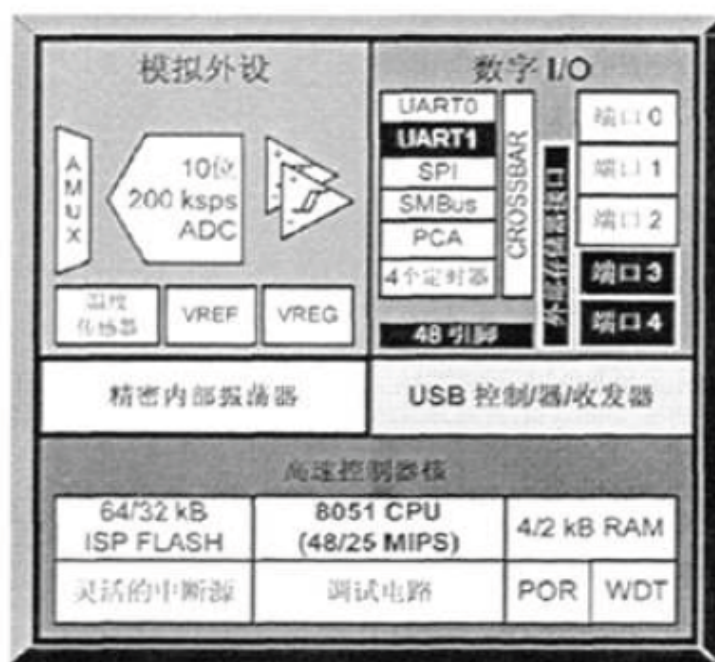 模拟外设
AMUX
10位
200 ksps
ADC
温度
传感器
VREF
VREG
数字 I/O
UART0
UART1
SPI
SMBus
PCA
4个定时器
CROSSBAR
外部存储器接口
端口 0
端口 1
端口 2
端口 3
端口 4
48 引脚
精密内部振荡器
USB 控制/器/收发器
高速控制器核
64/32 kB
ISP FLASH
8051 CPU
(48/25 MIPS)
4/2 kB RAM
灵活的中断源
调试电路
POR
WDT